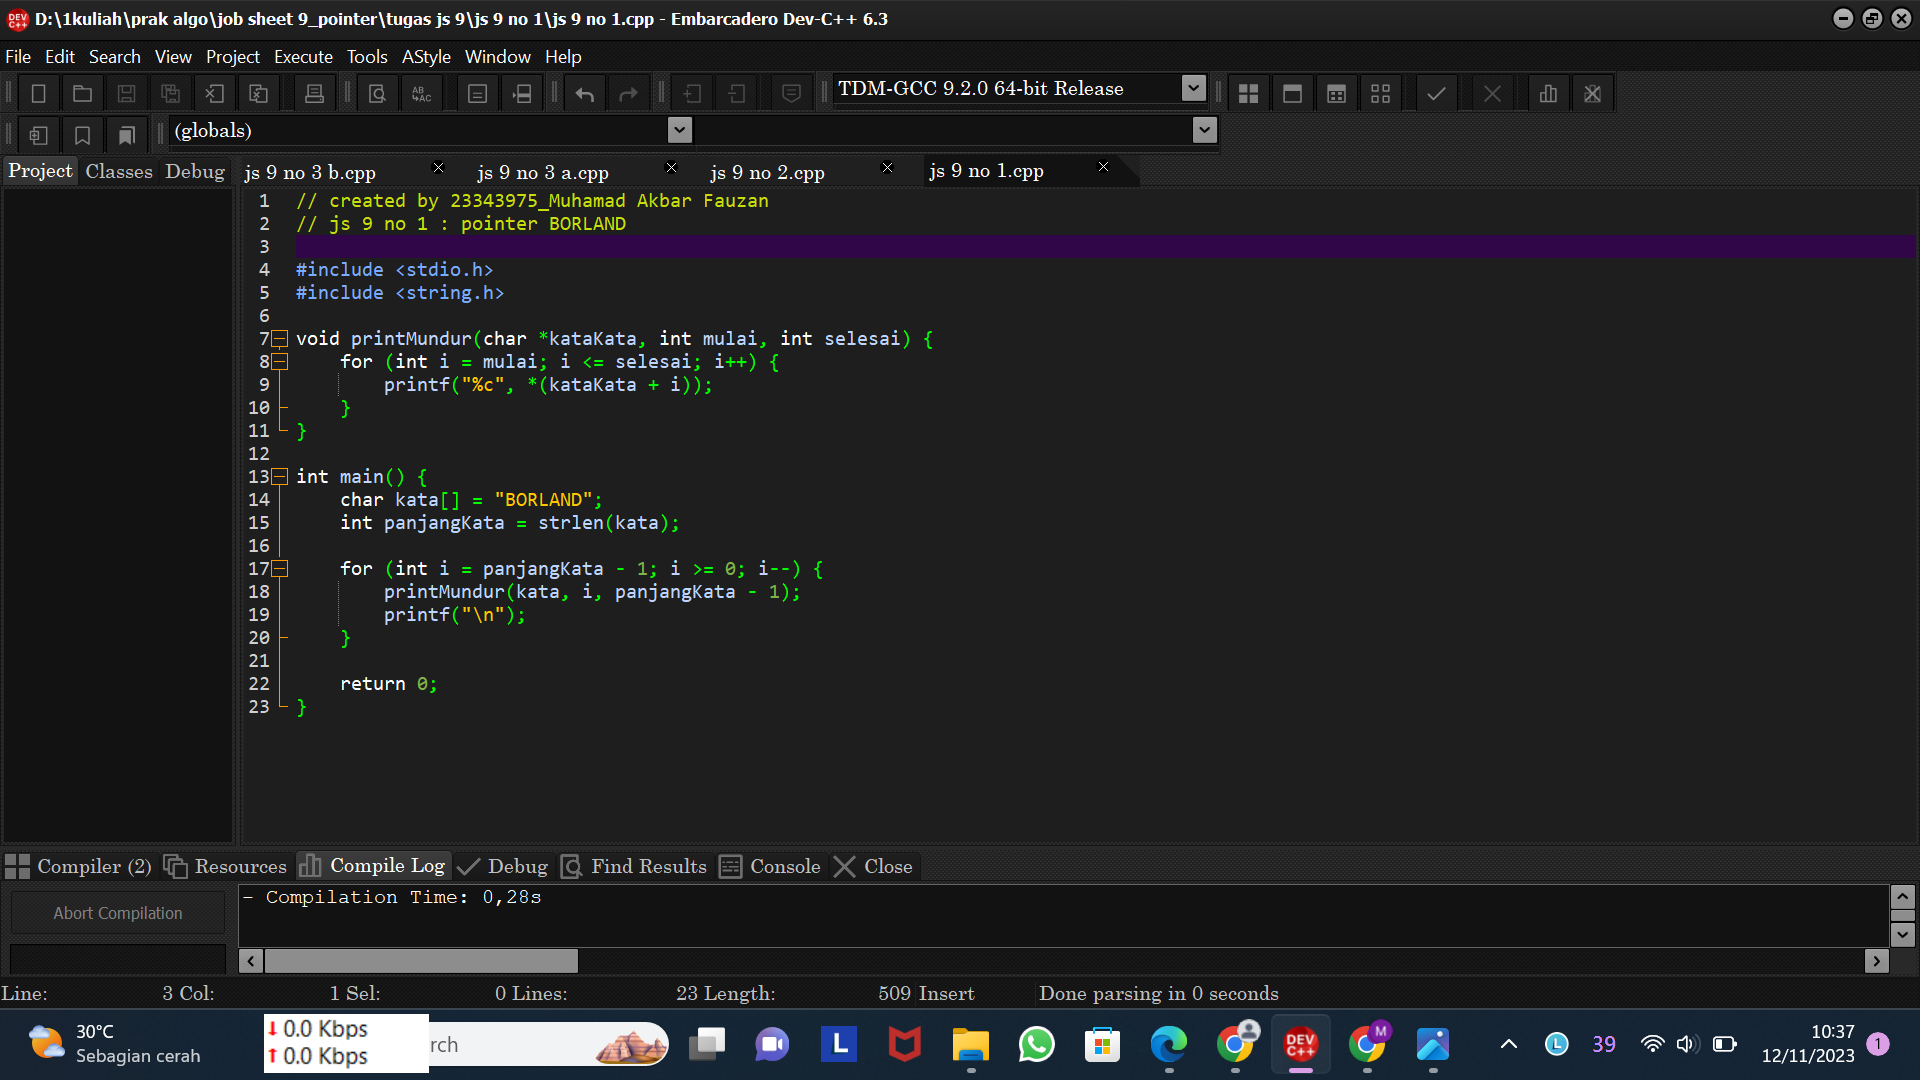 D:\1kuliah\prak algo\job sheet 9_pointer\tugas js 9\js 9 no 1\js 9 no 1.cpp - Embarcadero Dev-C++ 6.3
File Edit Search View Project Execute Tools AStyle Window Help
TDM-GCC 9.2.0 64-bit Release
(globals)
Project Classes Debug
js 9 no 3 b.cpp js 9 no 3 a.cpp js 9 no 2.cpp js 9 no 1.cpp
1 // created by 23343975_Muhamad Akbar Fauzan
2 // js 9 no 1 : pointer BORLAND
3
4 #include <stdio.h>
5 #include <string.h>
6
7 void printMundur(char *kataKata, int mulai, int selesai) {
8 for (int i = mulai; i <= selesai; i++) {
9 printf("%c", *(kataKata + i));
10 }
11 }
12
13 int main() {
14 char kata[] = "BORLAND";
15 int panjangKata = strlen(kata);
16
17 for (int i = panjangKata - 1; i >= 0; i--) {
18 printMundur(kata, i, panjangKata - 1);
19 printf("\n");
20 }
21
22 return 0;
23 }
Compiler (2) Resources Compile Log Debug Find Results Console Close
Abort Compilation
- Compilation Time: 0,28s
Line: 3 Col: 1 Sel: 0 Lines: 23 Length: 509 Insert Done parsing in 0 seconds
30°C
Sebagian cerah
↓ 0.0 Kbps
↑ 0.0 Kbps
rch
L
DEV C++
M
39
10:37
12/11/2023
1